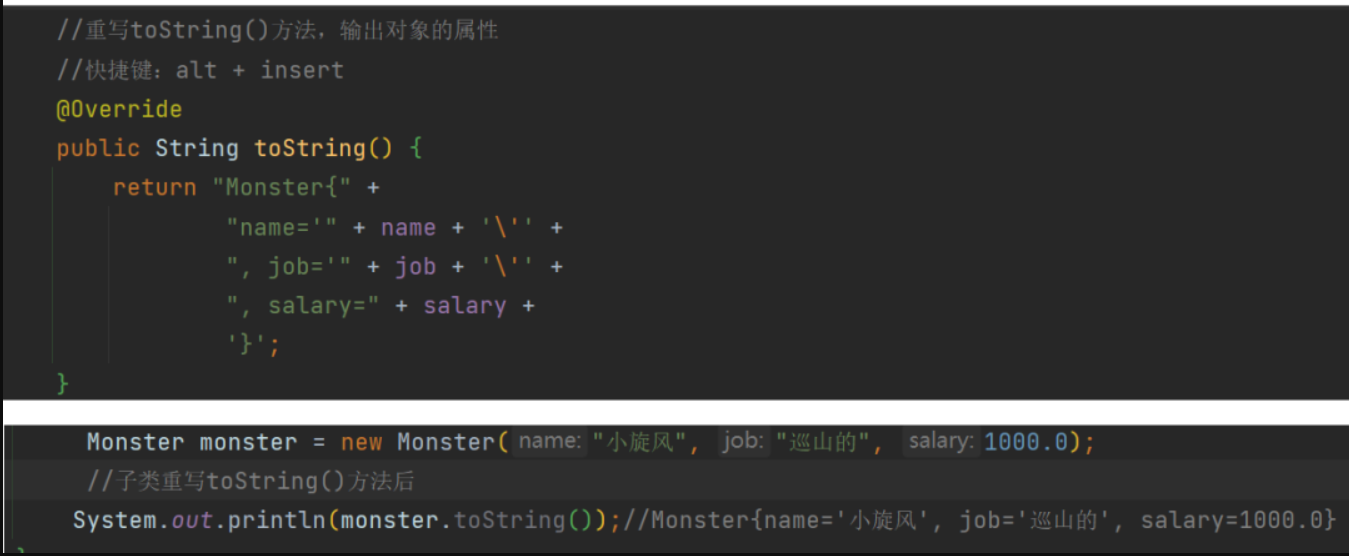 //重写toString()方法，输出对象的属性
//快捷键：alt + insert
@Override
public String toString() {
return "Monster{" +
"name='" + name + '\'' +
", job='" + job + '\'' +
", salary=" + salary +
'}';
}
Monster monster = new Monster( name: "小旋风", job: "巡山的", salary: 1000.0);
//子类重写toString()方法后
System.out.println(monster.toString());//Monster{name='小旋风', job='巡山的', salary=1000.0}